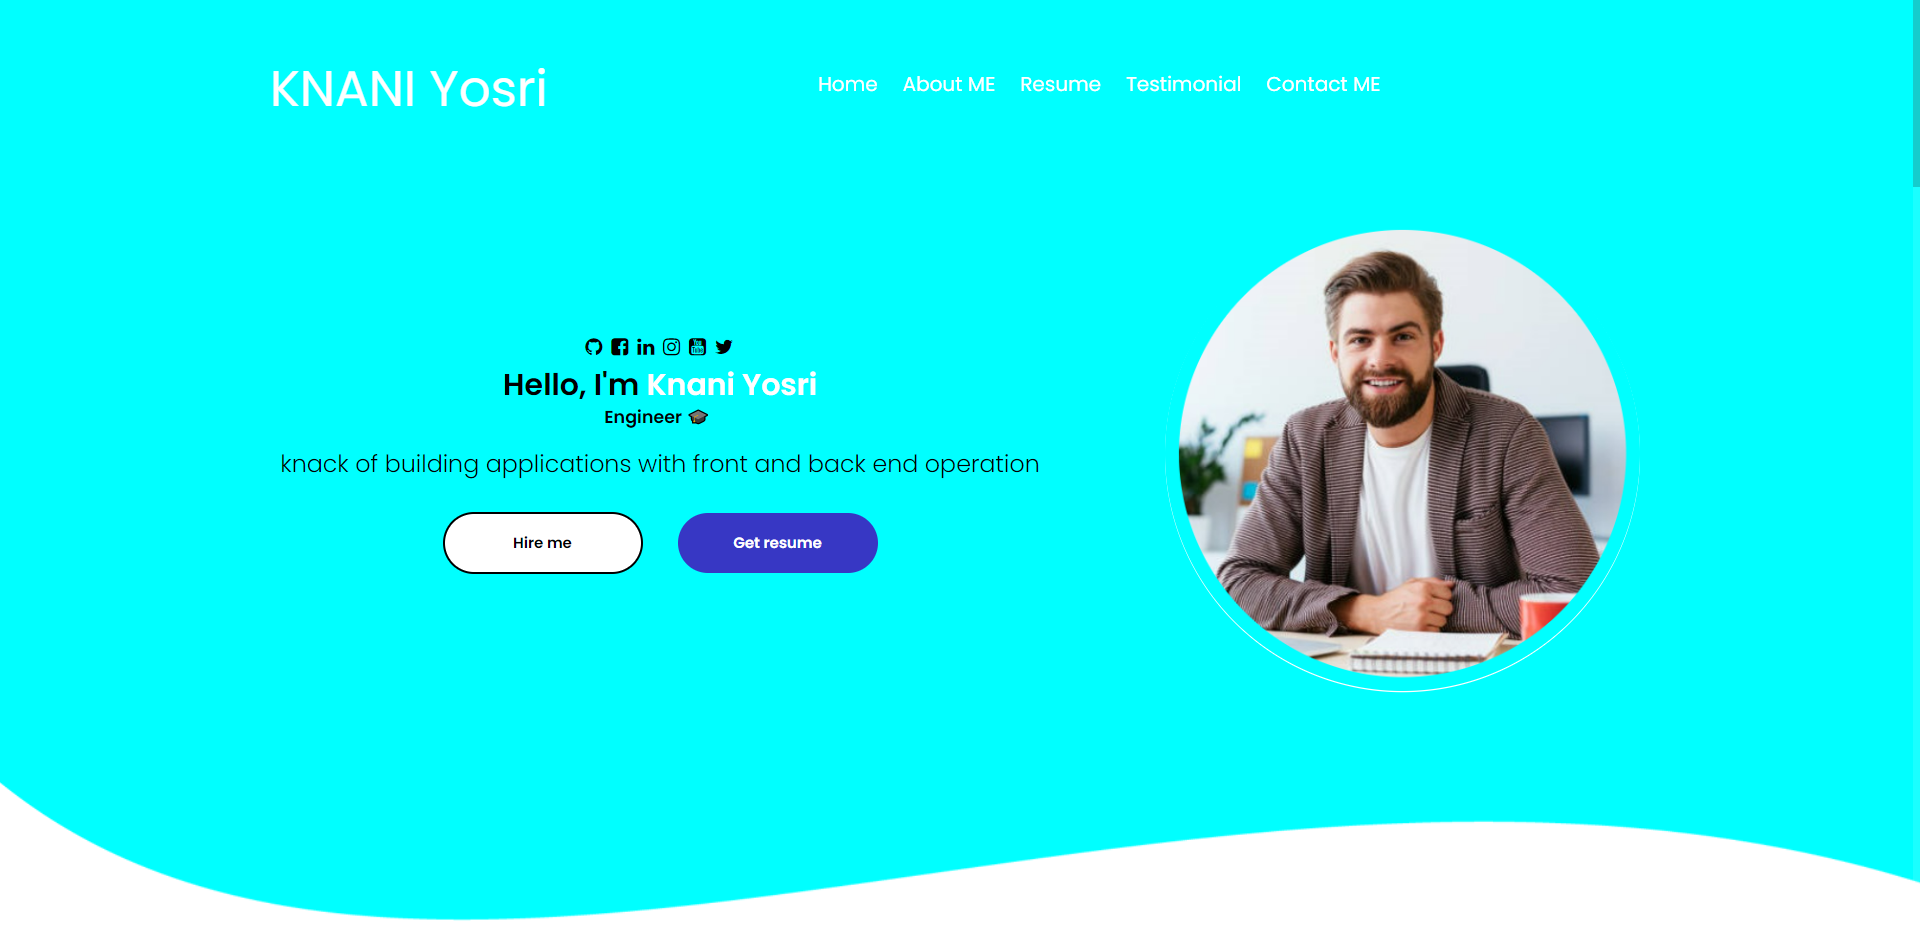 KNANI Yosri
Home About ME Resume Testimonial Contact ME
Hello, I'm Knani Yosri
Engineer 🎓
knack of building applications with front and back end operation
Hire me Get resume